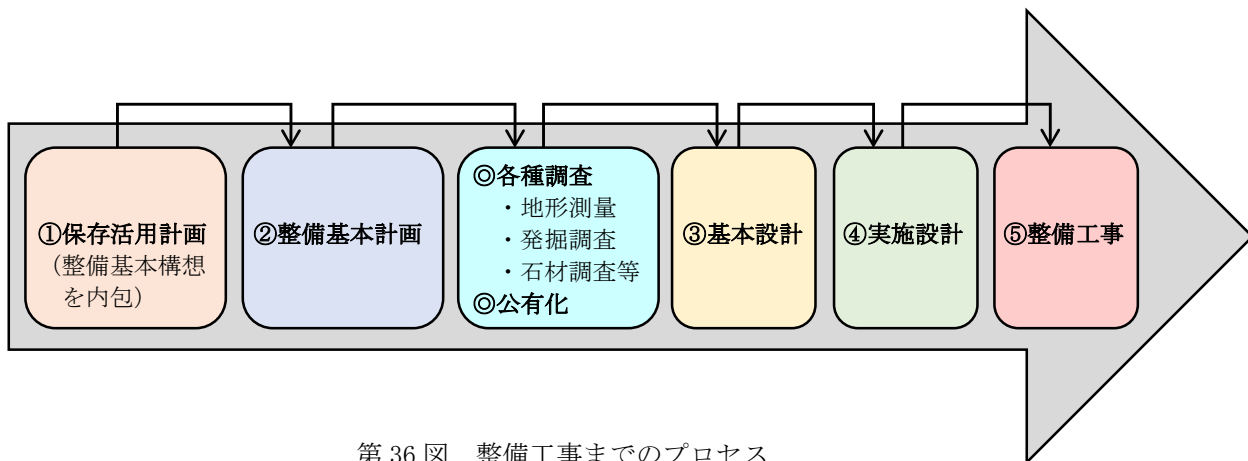 ①保存活用計画
（整備基本構想
を内包）
②整備基本計画
◎各種調査
・地形測量
・発掘調査
・石材調査等
◎公有化
③基本設計
④実施設計
⑤整備工事
第 36 図　整備工事までのプロセス